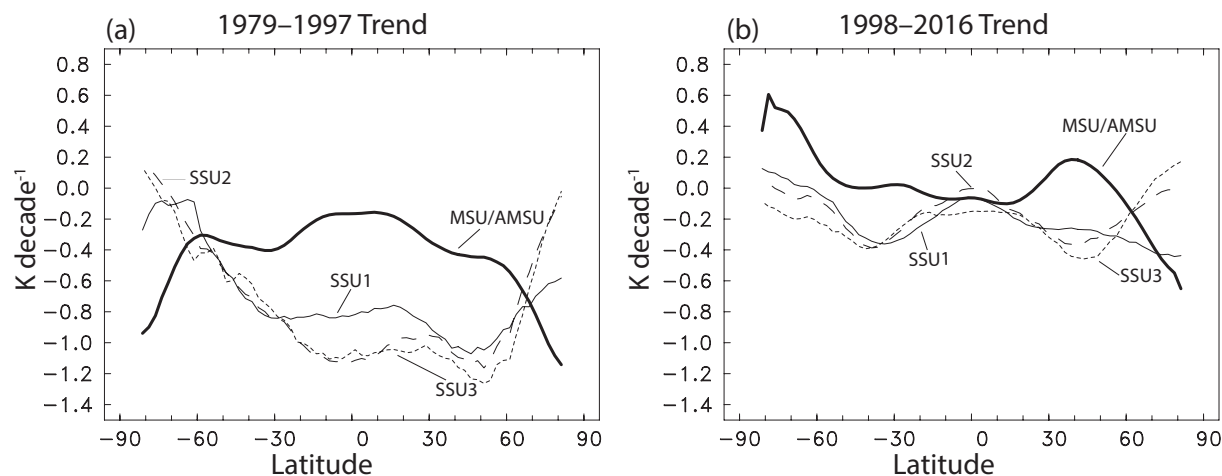 (a) 1979–1997 Trend
0.8
0.6
0.4
0.2
0.0
−0.2
−0.4
−0.6
−0.8
−1.0
−1.2
−1.4
K decade⁻¹
SSU2
MSU/AMSU
SSU1
SSU3
−90 −60 −30 0 30 60 90
Latitude
(b) 1998–2016 Trend
0.8
0.6
0.4
0.2
0.0
−0.2
−0.4
−0.6
−0.8
−1.0
−1.2
−1.4
K decade⁻¹
MSU/AMSU
SSU2
SSU1
SSU3
−90 −60 −30 0 30 60 90
Latitude